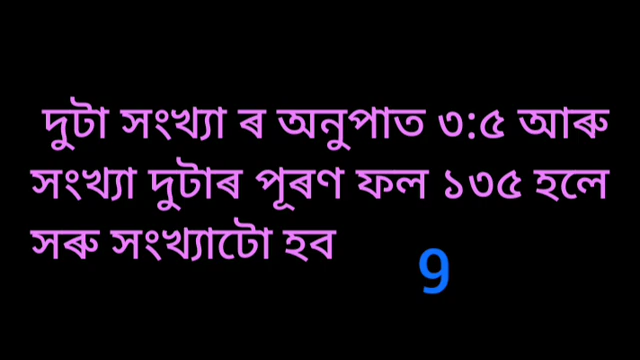 দুটা সংখ্যা ৰ অনুপাত ৩:৫ আৰু
সংখ্যা দুটাৰ পূৰণ ফল ১৩৫ হলে
সৰু সংখ্যাটো হব
9